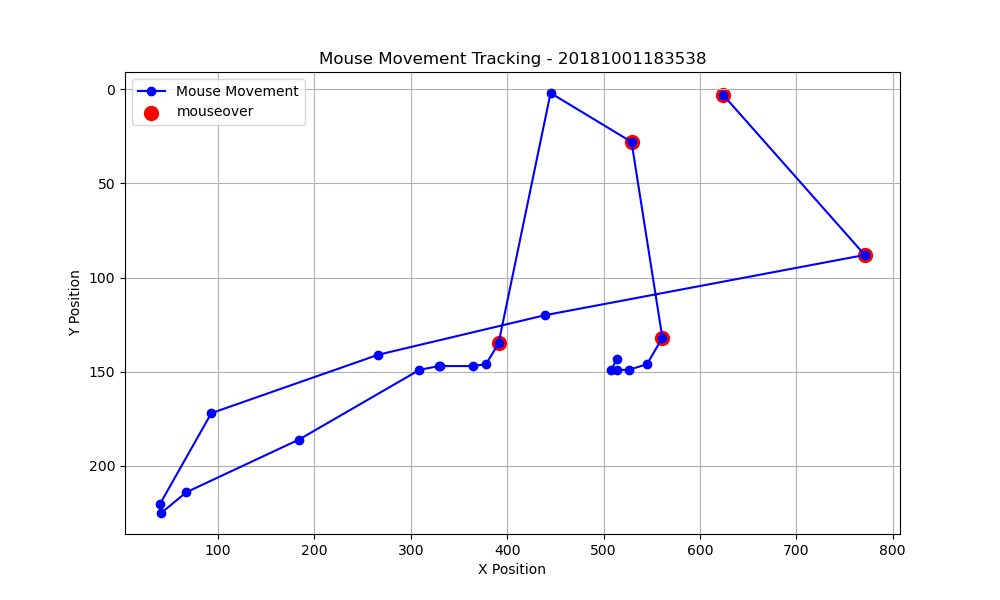 Mouse Movement Tracking - 20181001183538
Mouse Movement
mouseover
Y Position
0
50
100
150
200
100 200 300 400 500 600 700 800
X Position